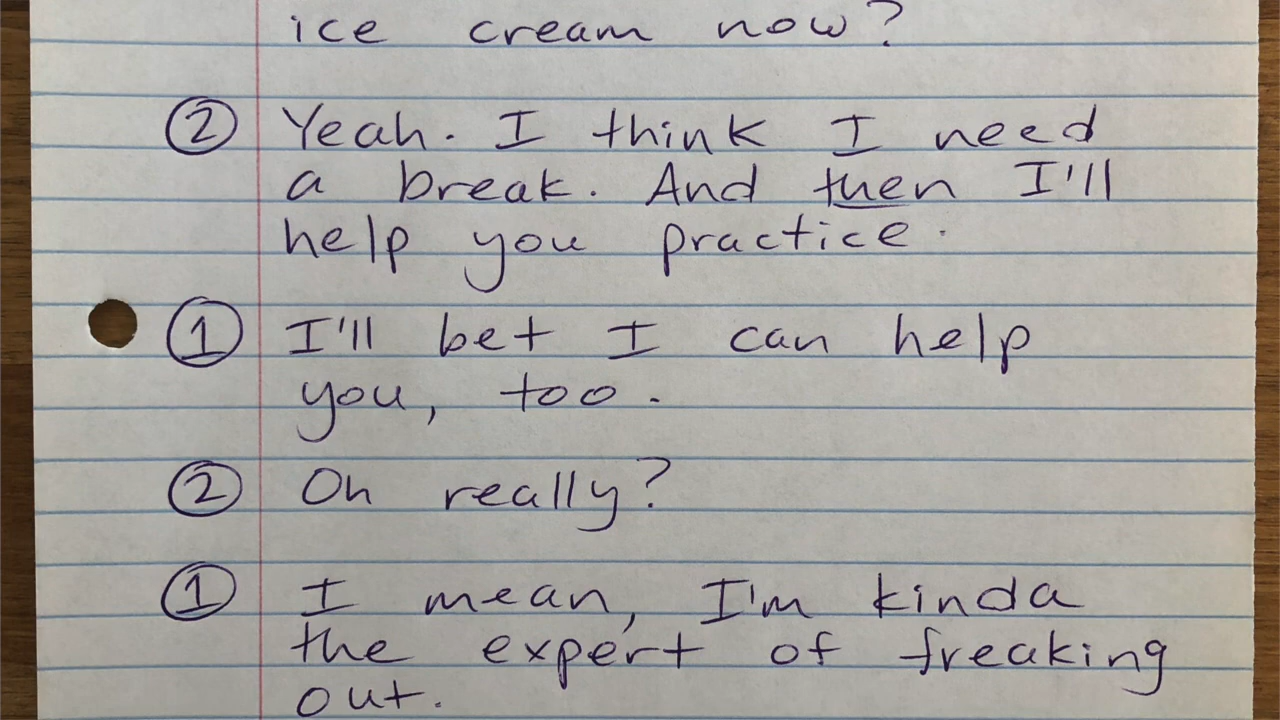 ice cream now?
② Yeah. I think I need
a break. And then I'll
help you practice.
① I'll bet I can help
you, too.
② Oh really?
① I mean, I'm kinda
the expert of freaking
out.